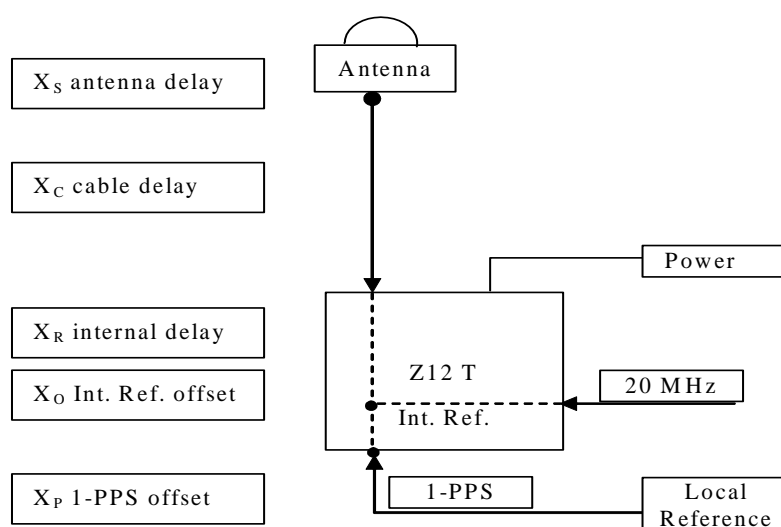 Antenna
X_S antenna delay
X_C cable delay
Power
X_R internal delay
Z12 T
X_O Int. Ref. offset
20 MHz
Int. Ref.
X_P 1-PPS offset
1-PPS
Local
Reference